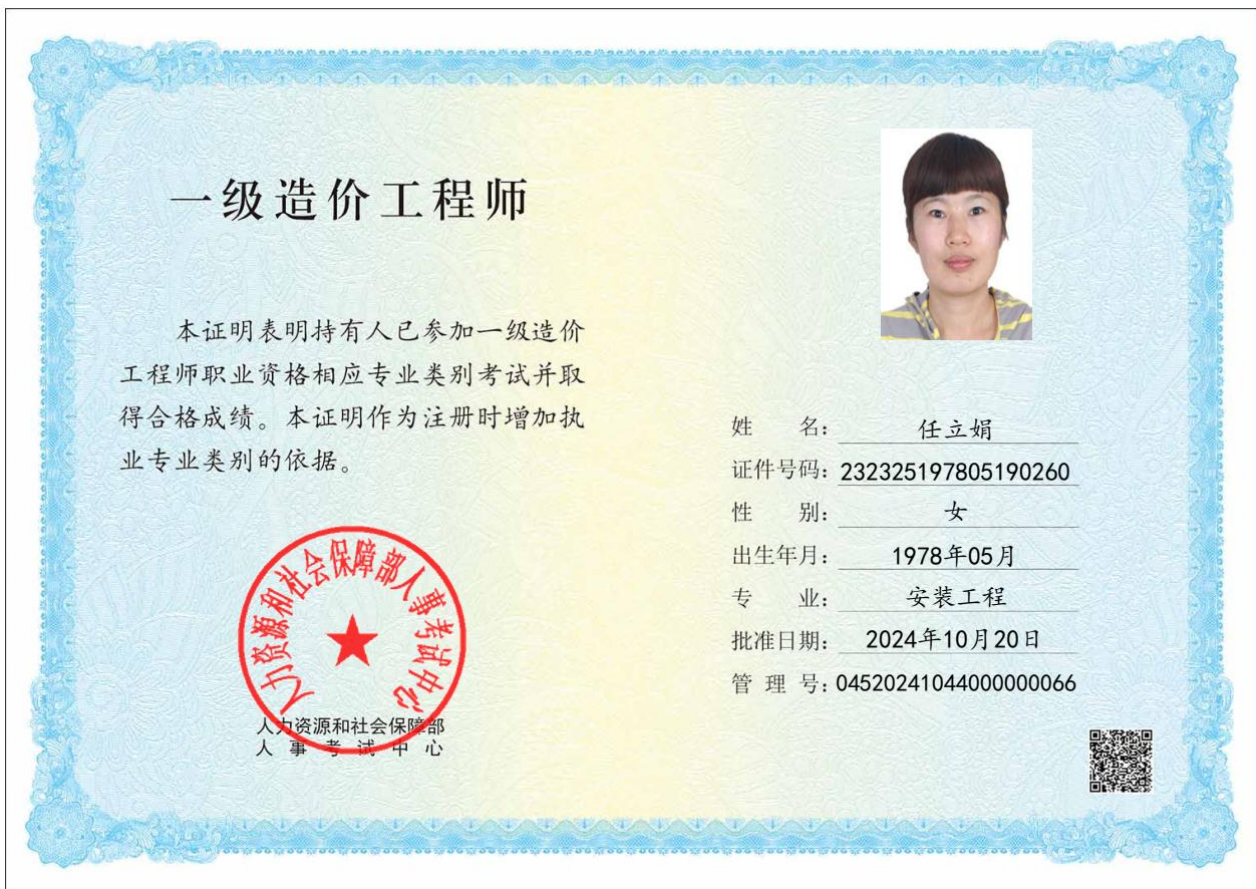 一级造价工程师
本证明表明持有人已参加一级造价
工程师职业资格相应专业类别考试并取
得合格成绩。本证明作为注册时增加执
业专业类别的依据。
人力资源和社会保障部人事考试中心
人力资源和社会保障部
人事考试中心
姓名：任立娟
证件号码：232325197805190260
性别：女
出生年月：1978年05月
专业：安装工程
批准日期：2024年10月20日
管理号：04520241044000000066